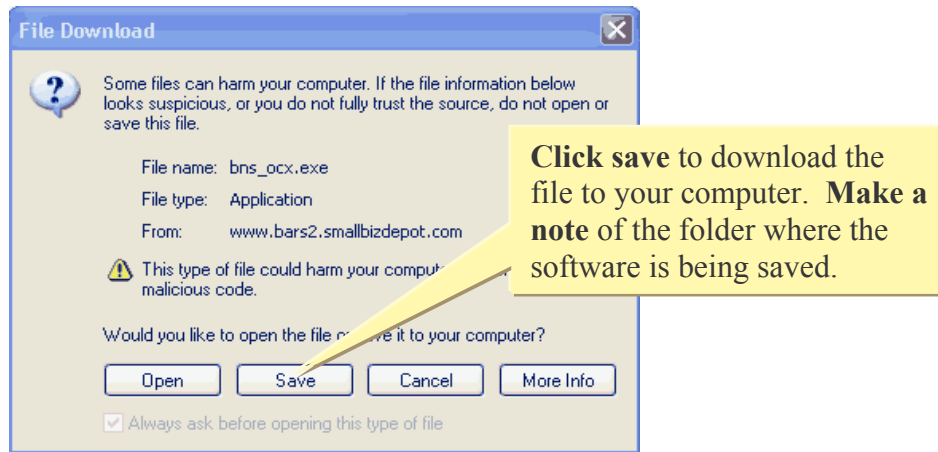 File Download
Some files can harm your computer. If the file information below
looks suspicious, or you do not fully trust the source, do not open or
save this file.
File name: bns_ocx.exe
File type: Application
From: www.bars2.smallbizdepot.com
This type of file could harm your
malicious code.
Would you like to open the file it to your computer?
Open Save Cancel More Info
Always ask before opening this type of file
Click save to download the
file to your computer. Make a
note of the folder where the
software is being saved.